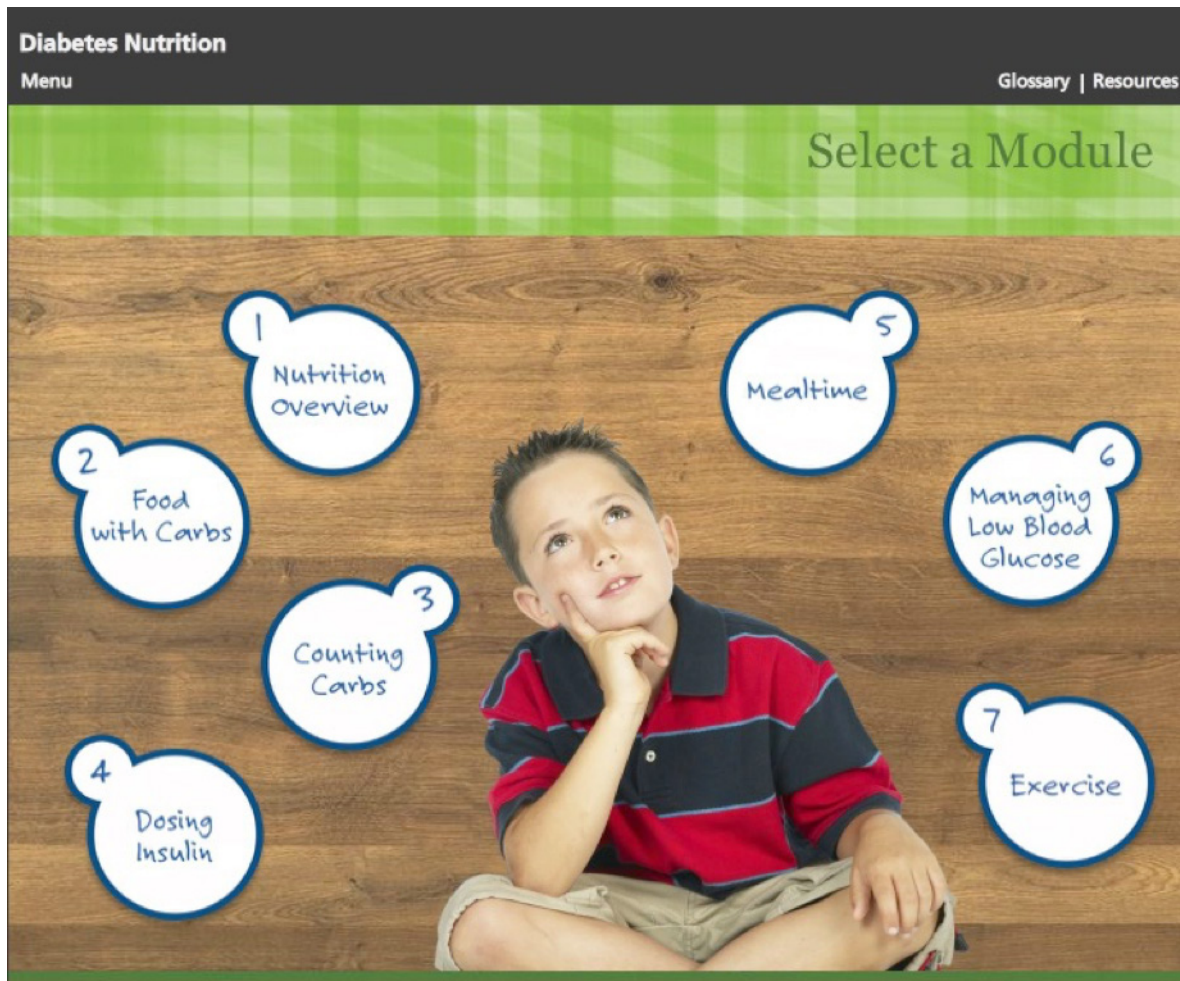 Diabetes Nutrition
Menu
Glossary | Resources
Select a Module
1
Nutrition
Overview
2
Food
with Carbs
3
Counting
Carbs
4
Dosing
Insulin
5
Mealtime
6
Managing
Low Blood
Glucose
7
Exercise